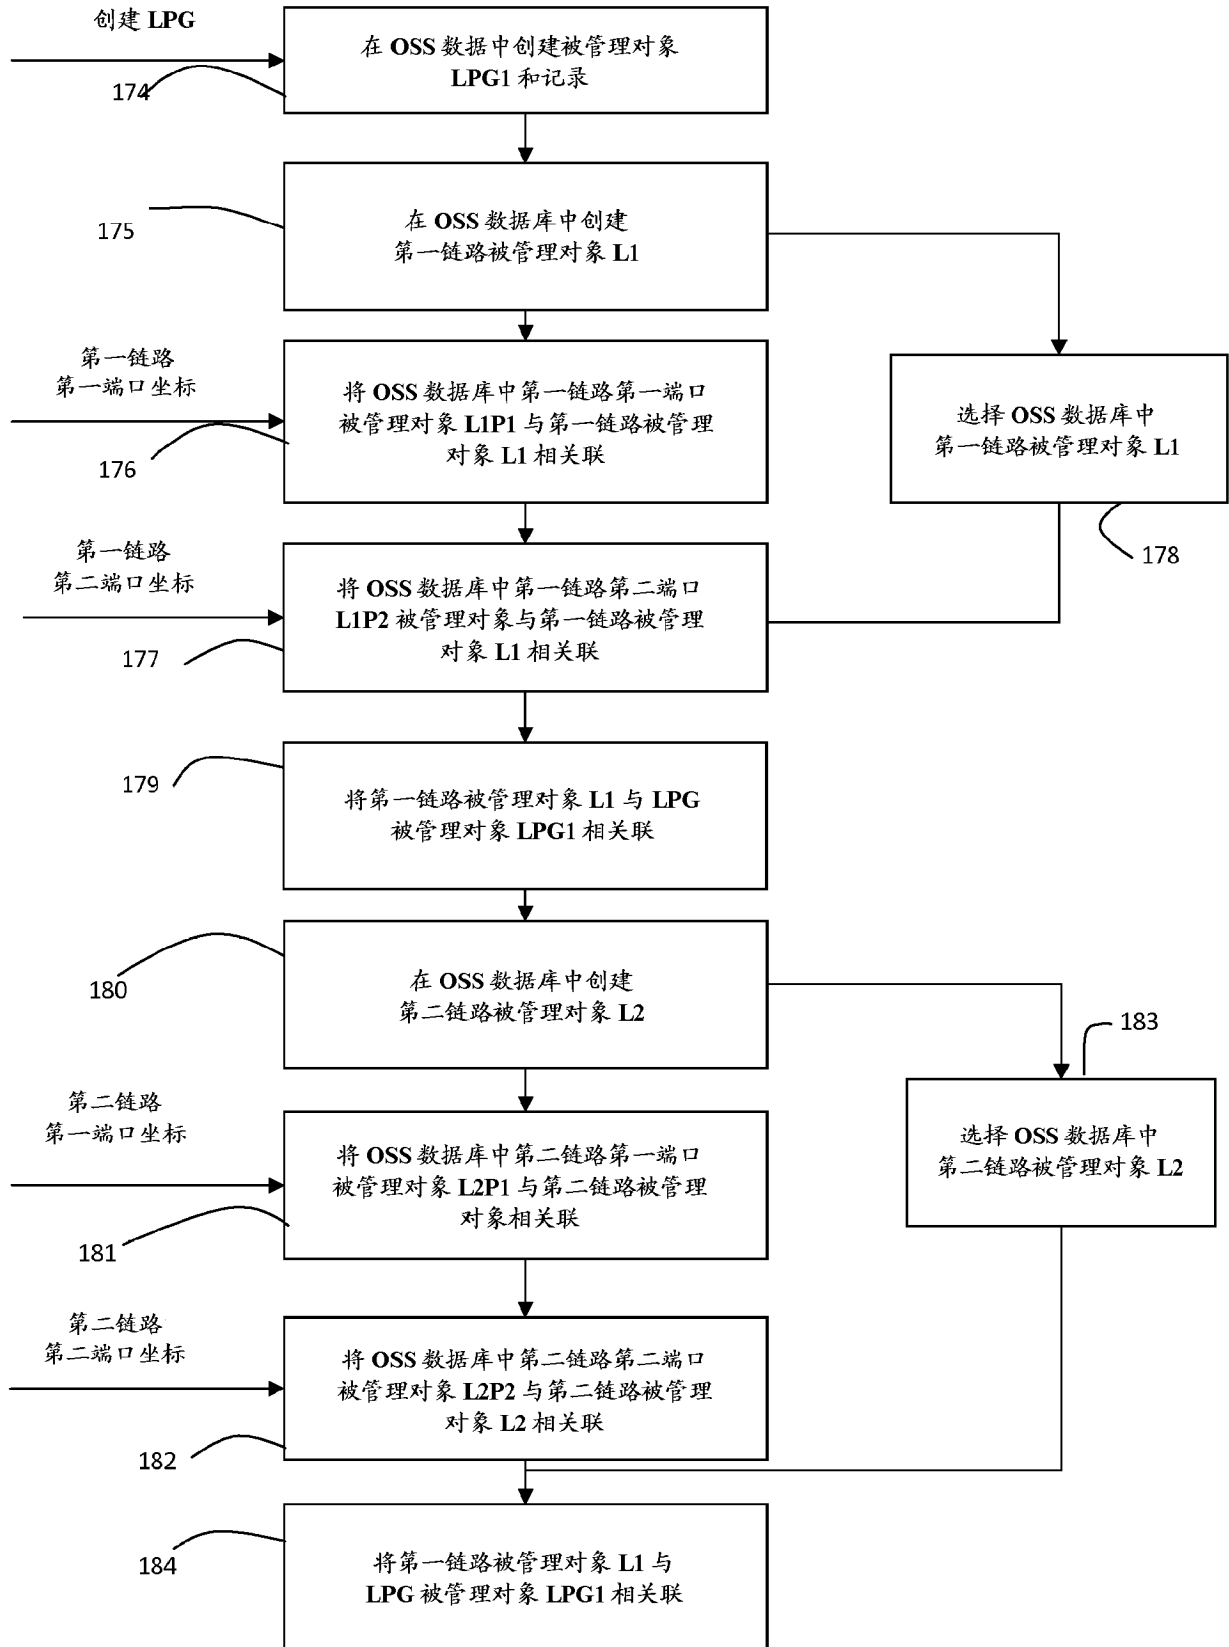 创建 LPG
在 OSS 数据中创建被管理对象
LPG1 和记录
174
在 OSS 数据库中创建
第一链路被管理对象 L1
175
第一链路
第一端口坐标
将 OSS 数据库中第一链路第一端口
被管理对象 L1P1 与第一链路被管理
对象 L1 相关联
176
选择 OSS 数据库中
第一链路被管理对象 L1
178
第一链路
第二端口坐标
将 OSS 数据库中第一链路第二端口
L1P2 被管理对象与第一链路被管理
对象 L1 相关联
177
179
将第一链路被管理对象 L1 与 LPG
被管理对象 LPG1 相关联
180
在 OSS 数据库中创建
第二链路被管理对象 L2
183
选择 OSS 数据库中
第二链路被管理对象 L2
第二链路
第一端口坐标
将 OSS 数据库中第二链路第一端口
被管理对象 L2P1 与第二链路被管理
对象相关联
181
第二链路
第二端口坐标
将 OSS 数据库中第二链路第二端口
被管理对象 L2P2 与第二链路被管理
对象 L2 相关联
182
184
将第一链路被管理对象 L1 与
LPG 被管理对象 LPG1 相关联